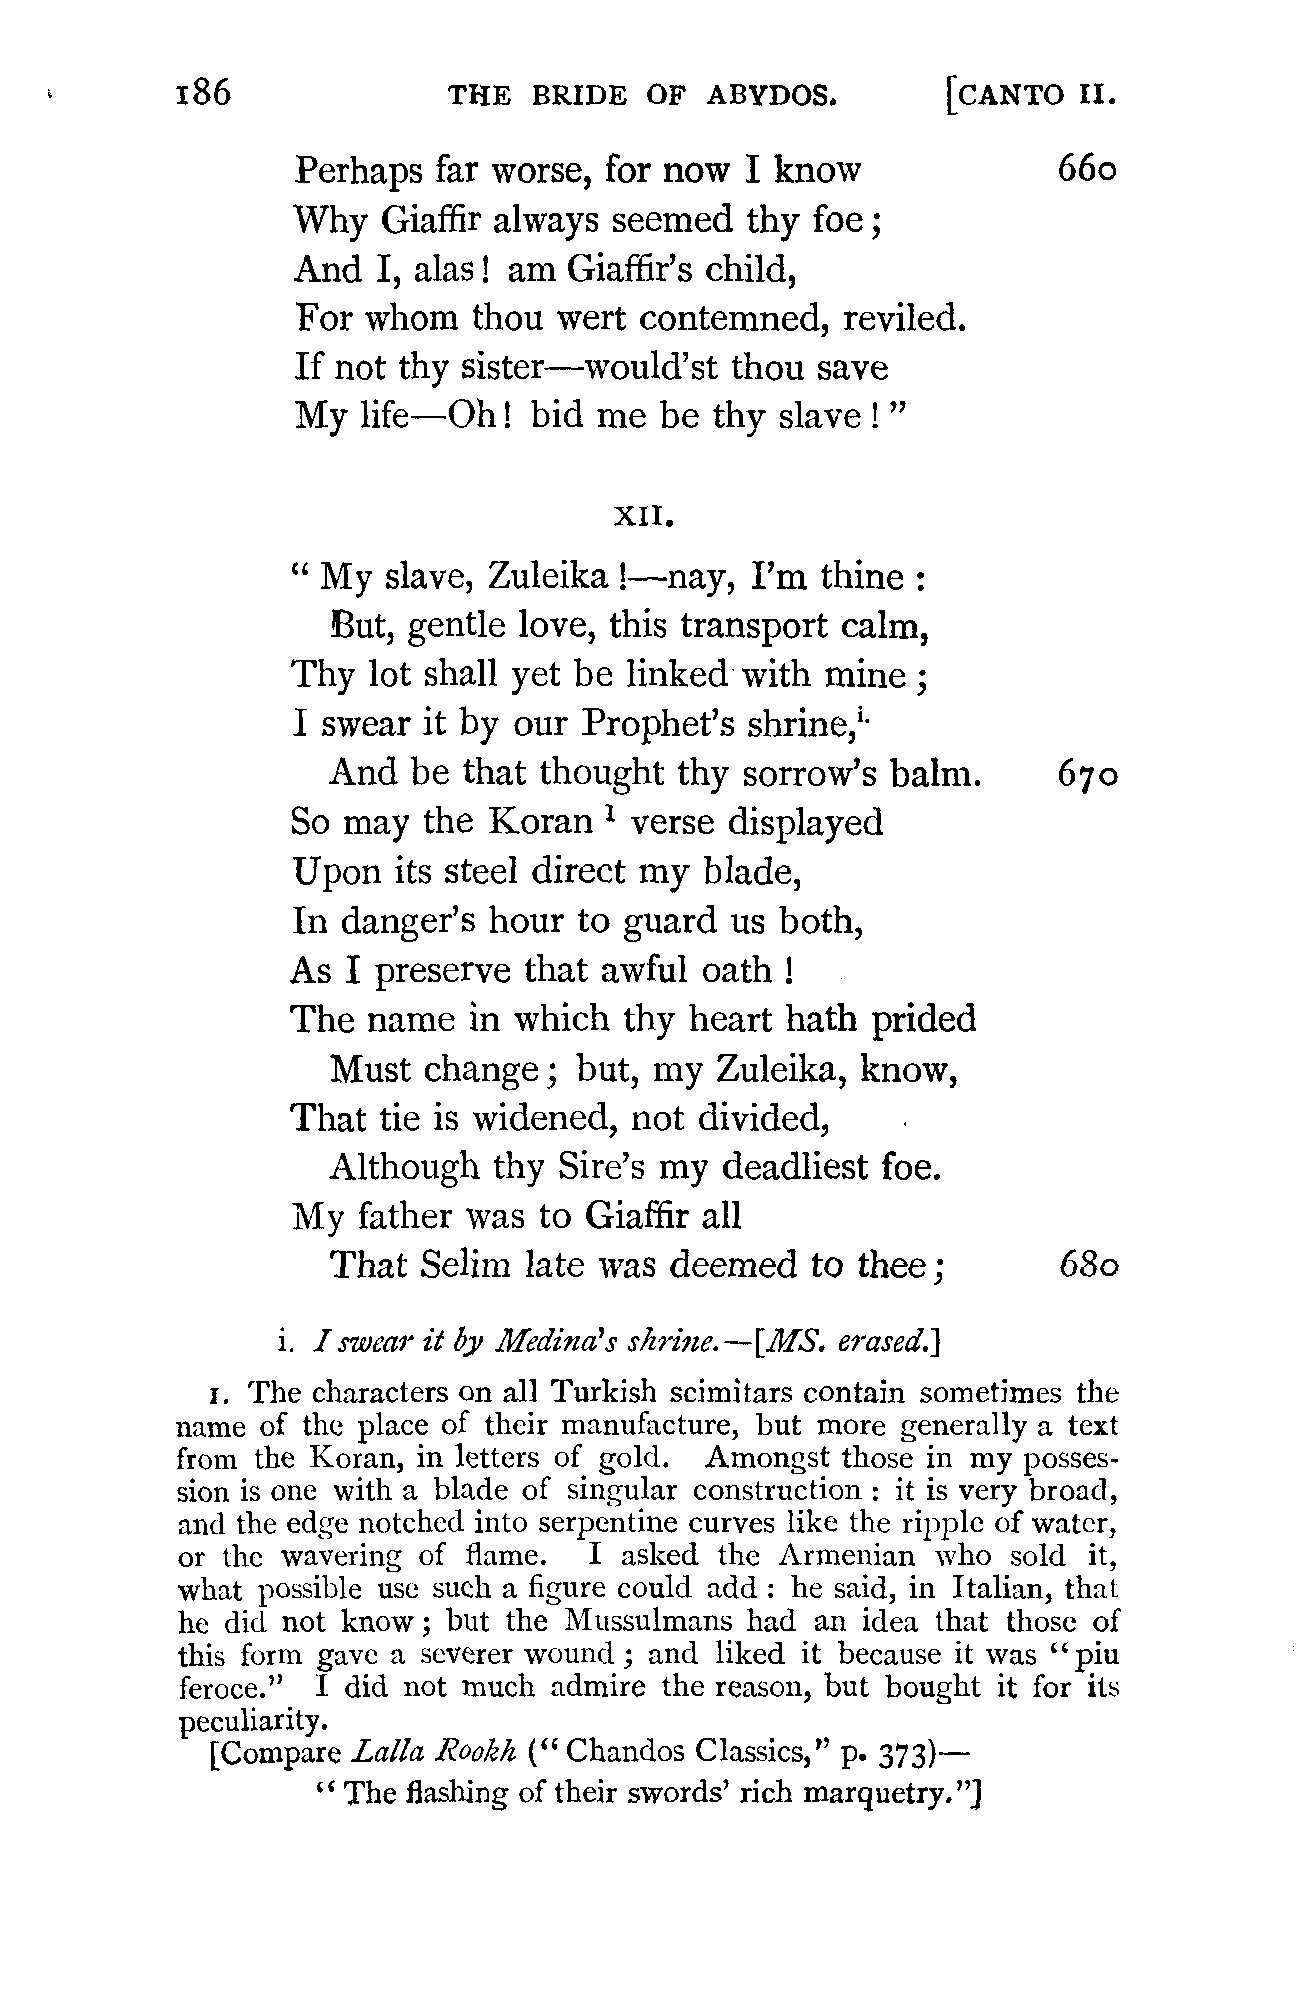 186 THE BRIDE OF ABYDOS. [CANTO II.
Perhaps far worse, for now I know 660
Why Giaffir always seemed thy foe;
And I, alas! am Giaffir's child,
For whom thou wert contemned, reviled.
If not thy sister—would'st thou save
My life—Oh! bid me be thy slave!"
XII.
"My slave, Zuleika!—nay, I'm thine:
But, gentle love, this transport calm,
Thy lot shall yet be linked with mine;
I swear it by our Prophet's shrine,i.
And be that thought thy sorrow's balm. 670
So may the Koran 1 verse displayed
Upon its steel direct my blade,
In danger's hour to guard us both,
As I preserve that awful oath!
The name in which thy heart hath prided
Must change; but, my Zuleika, know,
That tie is widened, not divided,
Although thy Sire's my deadliest foe.
My father was to Giaffir all
That Selim late was deemed to thee; 680
i. I swear it by Medina's shrine.—[MS. erased.]
1. The characters on all Turkish scimitars contain sometimes the
name of the place of their manufacture, but more generally a text
from the Koran, in letters of gold. Amongst those in my posses-
sion is one with a blade of singular construction: it is very broad,
and the edge notched into serpentine curves like the ripple of water,
or the wavering of flame. I asked the Armenian who sold it,
what possible use such a figure could add: he said, in Italian, that
he did not know; but the Mussulmans had an idea that those of
this form gave a severer wound; and liked it because it was "piu
feroce." I did not much admire the reason, but bought it for its
peculiarity.
[Compare Lalla Rookh ("Chandos Classics," p. 373)—
"The flashing of their swords' rich marquetry."]